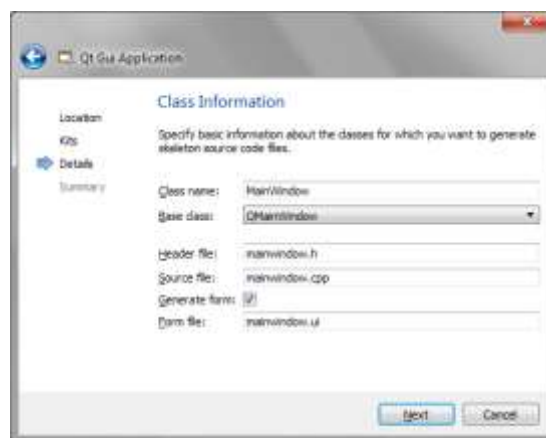 Qt Gui Application
Class Information
Location
Kits
Details
Summary
Specify basic information about the classes for which you want to generate
skeleton source code files.
Class name: MainWindow
Base class: QMainWindow
Header file: mainwindow.h
Source file: mainwindow.cpp
Generate form:
Form file: mainwindow.ui
Next Cancel